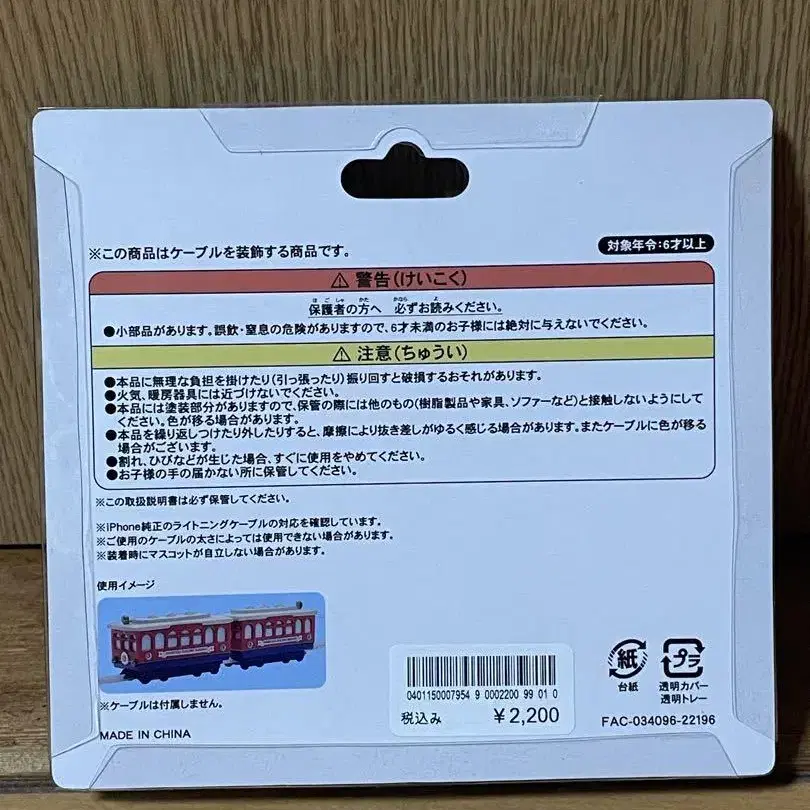 ※この商品はケーブルを装飾する商品です。
対象年令:6才以上
⚠警告(けいこく)
保護者の方へ 必ずお読みください。
●小部品があります。誤飲・窒息の危険がありますので、6才未満のお子様には絶対に与えないでください。
⚠注意(ちゅうい)
●本品に無理な負担を掛けたり(引っ張ったり)振り回すと破損するおそれがあります。
●火気、暖房器具には近づけないでください。
●本品には塗装部分がありますので、保管の際には他のもの(樹脂製品や家具、ソファーなど)と接触しないようにして
ください。色が移る場合があります。
●本品を繰り返しつけたり外したりすると、摩擦により抜き差しがゆるく感じる場合があります。またケーブルに色が移る
場合がございます。
●割れ、ひびなどが生じた場合、すぐに使用をやめてください。
●お子様の手の届かない所に保管してください。
※この取扱説明書は必ず保管してください。
※iPhone純正のライトニングケーブルの対応を確認しています。
※ご使用のケーブルの太さによっては使用できない場合があります。
※装着時にマスコットが自立しない場合があります。
使用イメージ
※ケーブルは付属しません。
MADE IN CHINA
0401150007954 9 0002200 99 01 0
税込み ¥2,200
紙
台紙
プラ
透明カバー
透明トレー
FAC-034096-22196